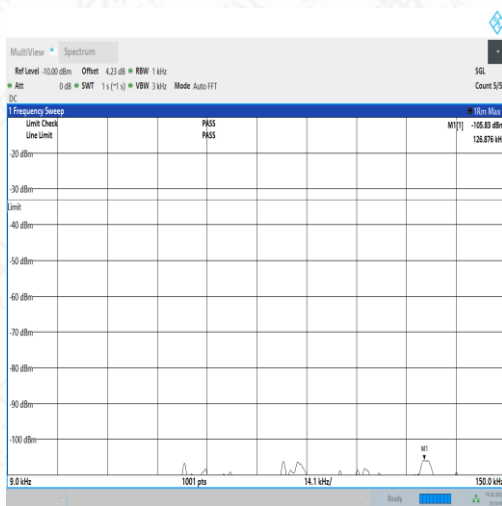 MultiView Spectrum
Ref Level -10.00 dBm Offset 4.23 dB RBW 1 kHz SGL
Att 0 dB SWT 1 s (~1 s) VBW 3 kHz Mode Auto FFT Count 5/5
DC
1 Frequency Sweep 1Rm Max
Limit Check PASS M1[1] -105.83 dBm
Line Limit PASS 126.876 kHz
-20 dBm
-30 dBm
Limit
-40 dBm
-50 dBm
-60 dBm
-70 dBm
-80 dBm
-90 dBm
-100 dBm
M1
9.0 kHz 1001 pts 14.1 kHz/ 150.0 kHz
Ready